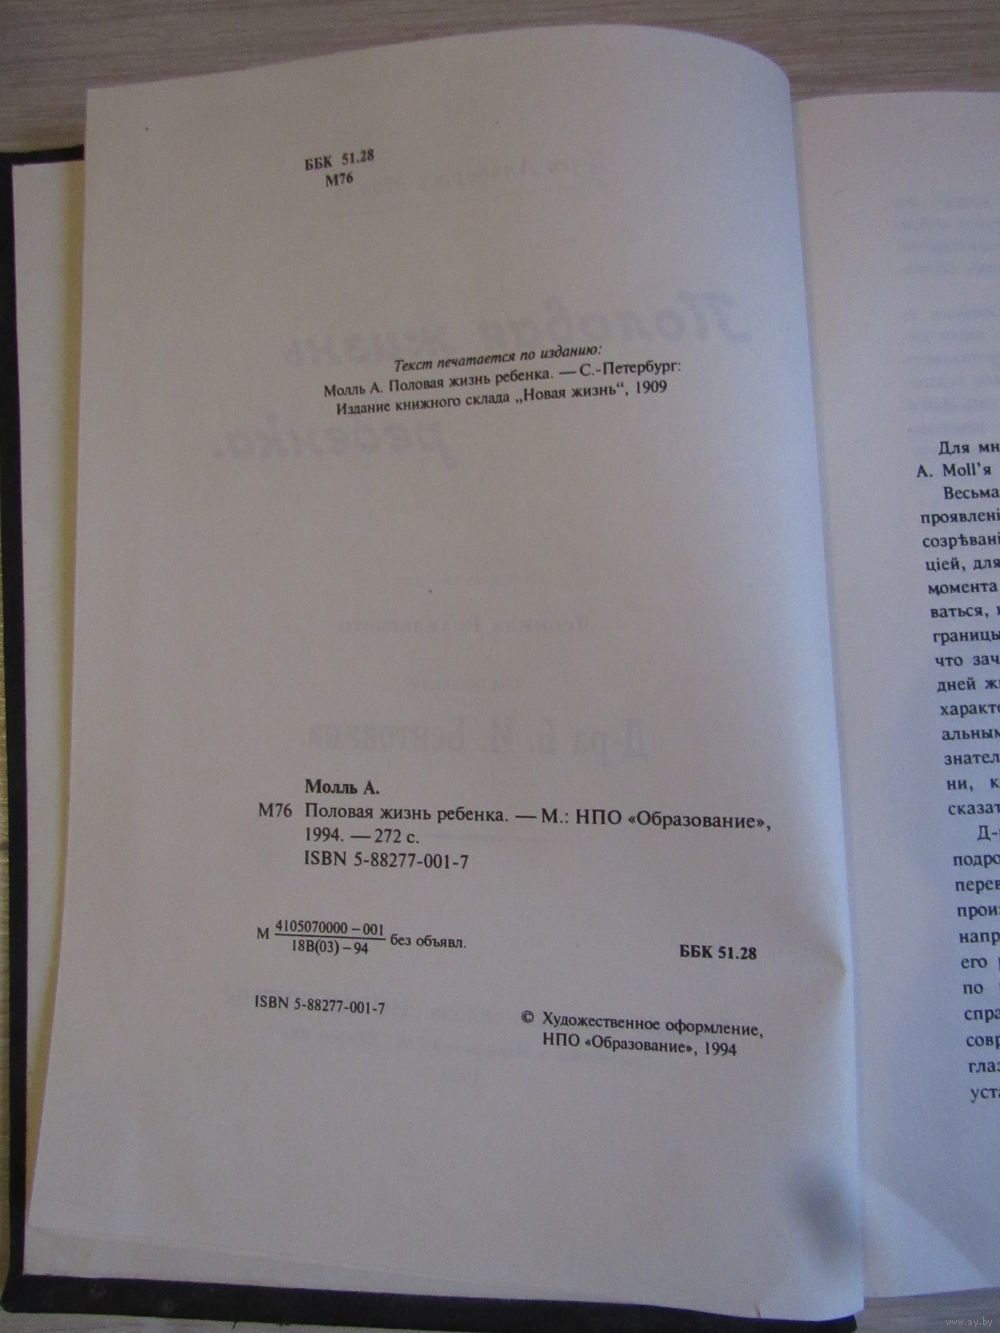 ББК 51.28
М76
Текст печатается по изданию:
Молль А. Половая жизнь ребенка. — С.-Петербург:
Издание книжного склада „Новая жизнь“, 1909
Молль А.
М76 Половая жизнь ребенка. — М.: НПО «Образование»,
1994. — 272 с.
ISBN 5-88277-001-7
М 4105070000 – 001
18В(03) – 94 без объявл.
ББК 51.28
ISBN 5-88277-001-7
© Художественное оформление,
НПО «Образование», 1994
Для мн
А. Moll'я
Весьма
проявлені
созрѣвані
ціей, для
момента
ваться,
границы
что зач
дней ж
характе
альным
знател
ни, к
сказат
Д-
подро
перев
произ
напр
его
по
спра
совр
глаз
уст
www.ay.by